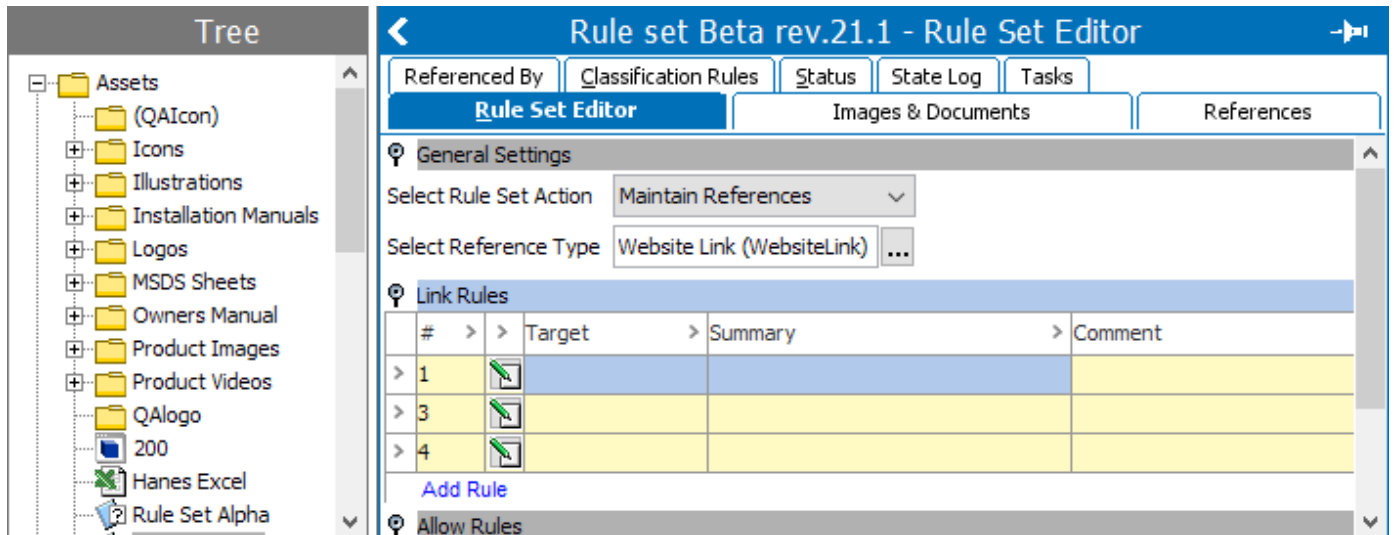 Tree
Assets
(QAIcon)
Icons
Illustrations
Installation Manuals
Logos
MSDS Sheets
Owners Manual
Product Images
Product Videos
QAlogo
200
Hanes Excel
Rule Set Alpha
Rule set Beta rev.21.1 - Rule Set Editor
Referenced By Classification Rules Status State Log Tasks
Rule Set Editor Images & Documents References
General Settings
Select Rule Set Action Maintain References
Select Reference Type Website Link (WebsiteLink) ...
Link Rules
# > > Target > Summary > Comment
> 1
> 3
> 4
Add Rule
Allow Rules